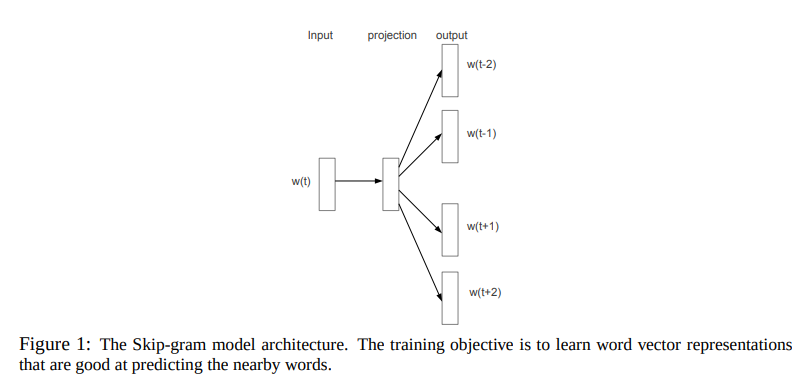 Input projection output
w(t-2)
w(t-1)
w(t)
w(t+1)
w(t+2)
Figure 1: The Skip-gram model architecture. The training objective is to learn word vector representations
that are good at predicting the nearby words.